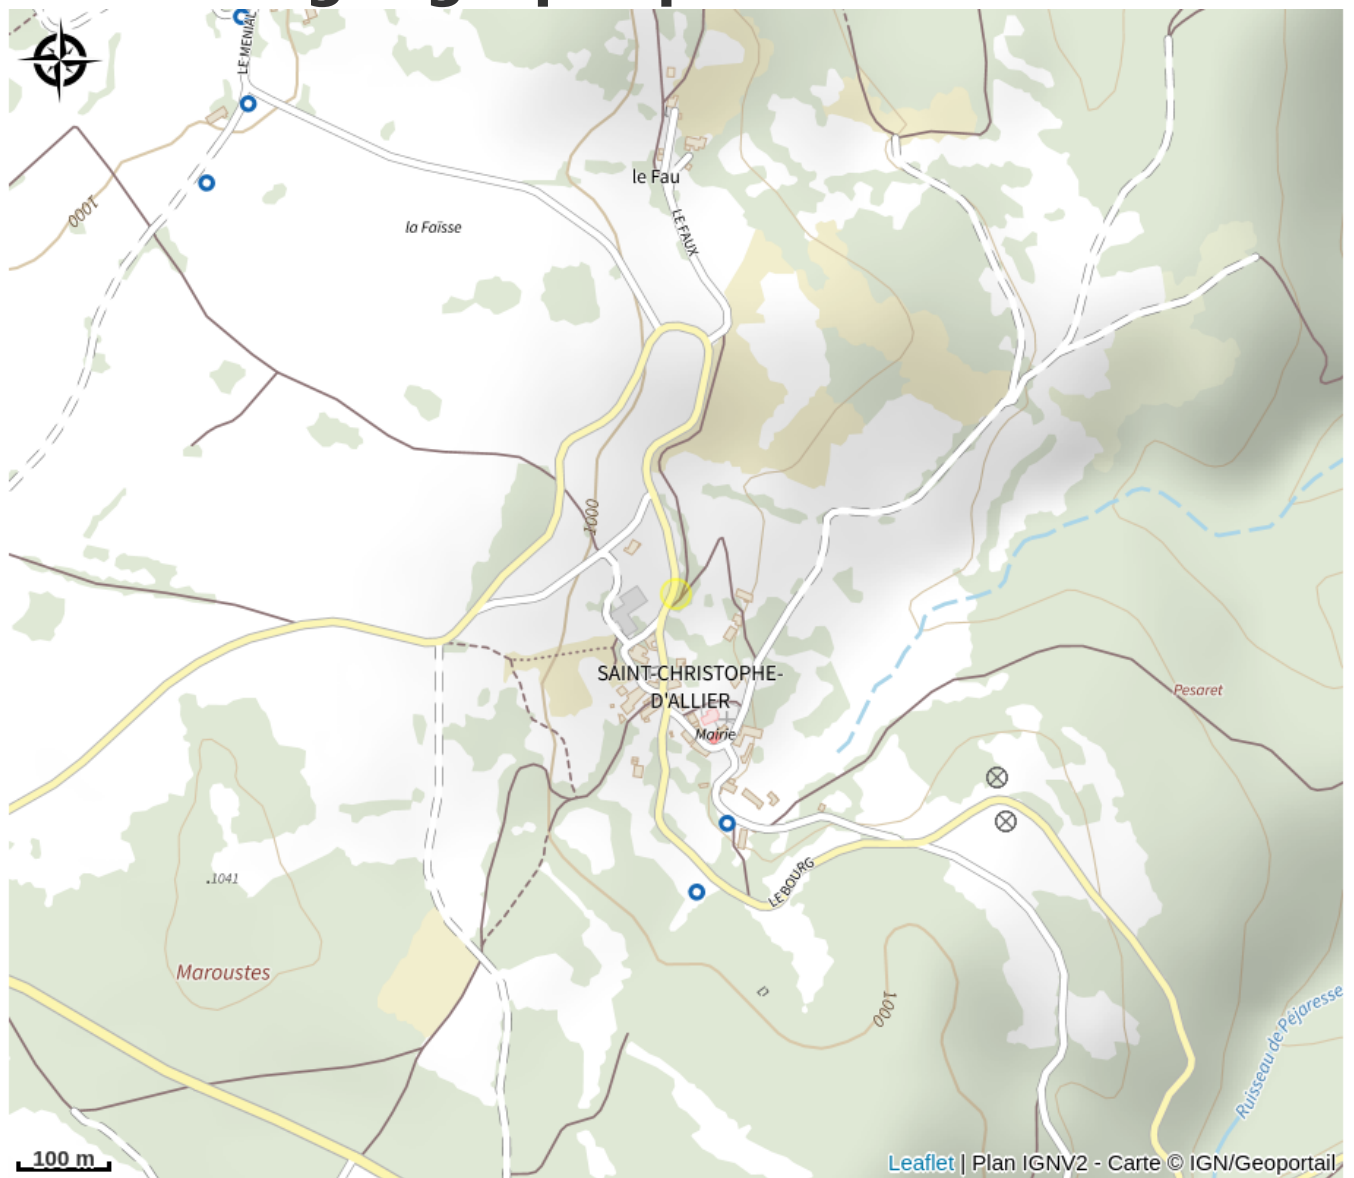 LE MENIAL
le Fau
1000
la Faïsse
LE FAUX
1000
SAINT-CHRISTOPHE-
D'ALLIER
Pesaret
Mairie
.1041
LE BOURG
Maroustes
D
1000
Ruisseau de Péjaresse
100 m
Leaflet | Plan IGNV2 - Carte © IGN/Geoportail